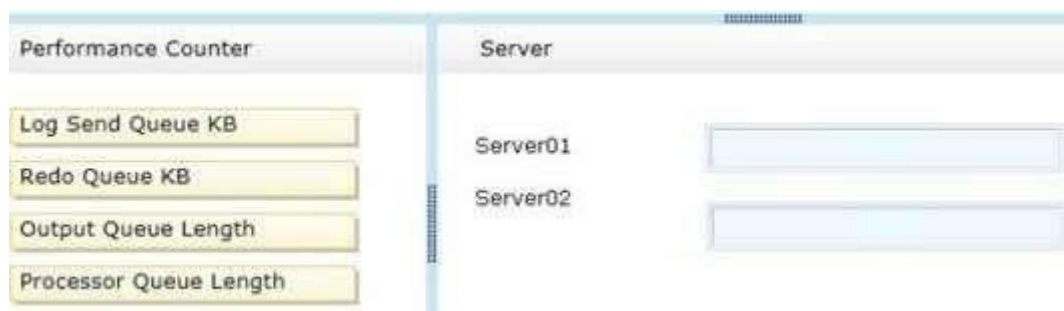 Performance Counter
Log Send Queue KB
Redo Queue KB
Output Queue Length
Processor Queue Length
Server
Server01
Server02